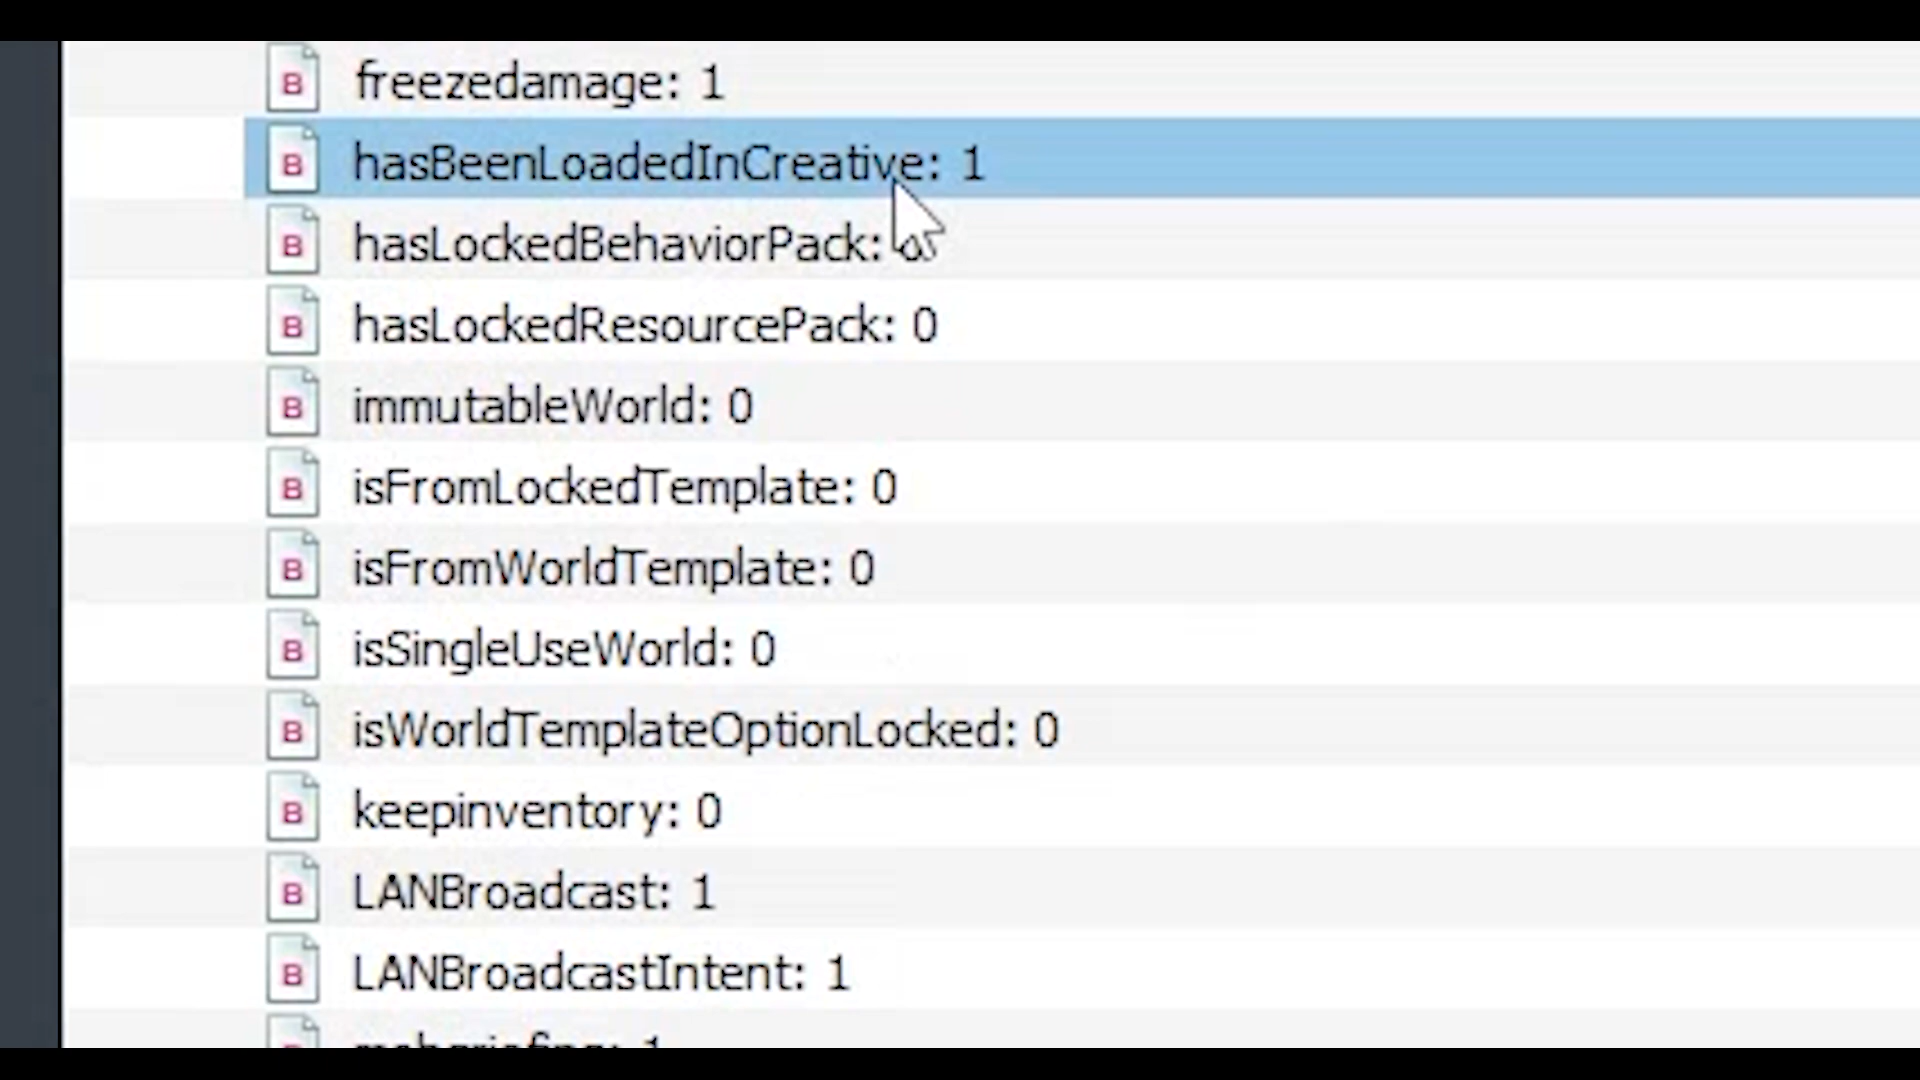 B freezedamage: 1
B hasBeenLoadedInCreative: 1
B hasLockedBehaviorPack:
B hasLockedResourcePack: 0
B immutableWorld: 0
B isFromLockedTemplate: 0
B isFromWorldTemplate: 0
B isSingleUseWorld: 0
B isWorldTemplateOptionLocked: 0
B keepinventory: 0
B LANBroadcast: 1
B LANBroadcastIntent: 1